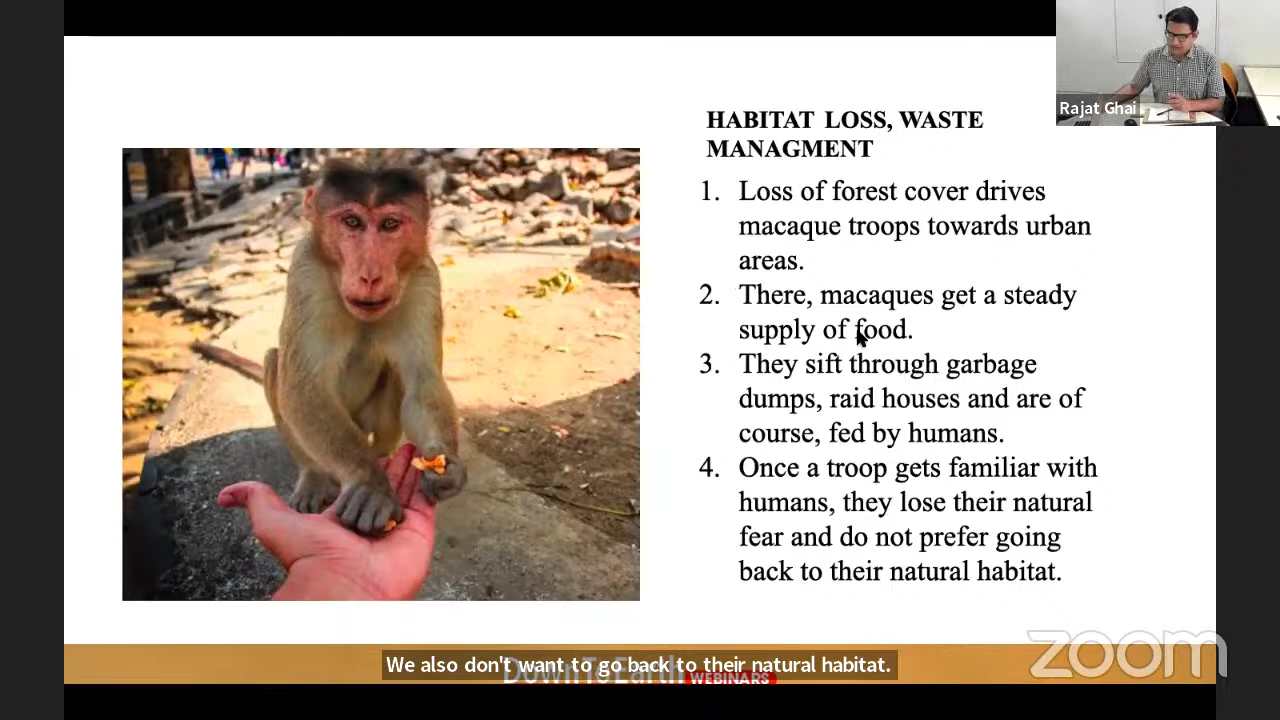 Rajat Ghai
HABITAT LOSS, WASTE
MANAGMENT
1. Loss of forest cover drives
macaque troops towards urban
areas.
2. There, macaques get a steady
supply of food.
3. They sift through garbage
dumps, raid houses and are of
course, fed by humans.
4. Once a troop gets familiar with
humans, they lose their natural
fear and do not prefer going
back to their natural habitat.
We also don't want to go back to their natural habitat.
DownToEarth WEBINARS
zoom